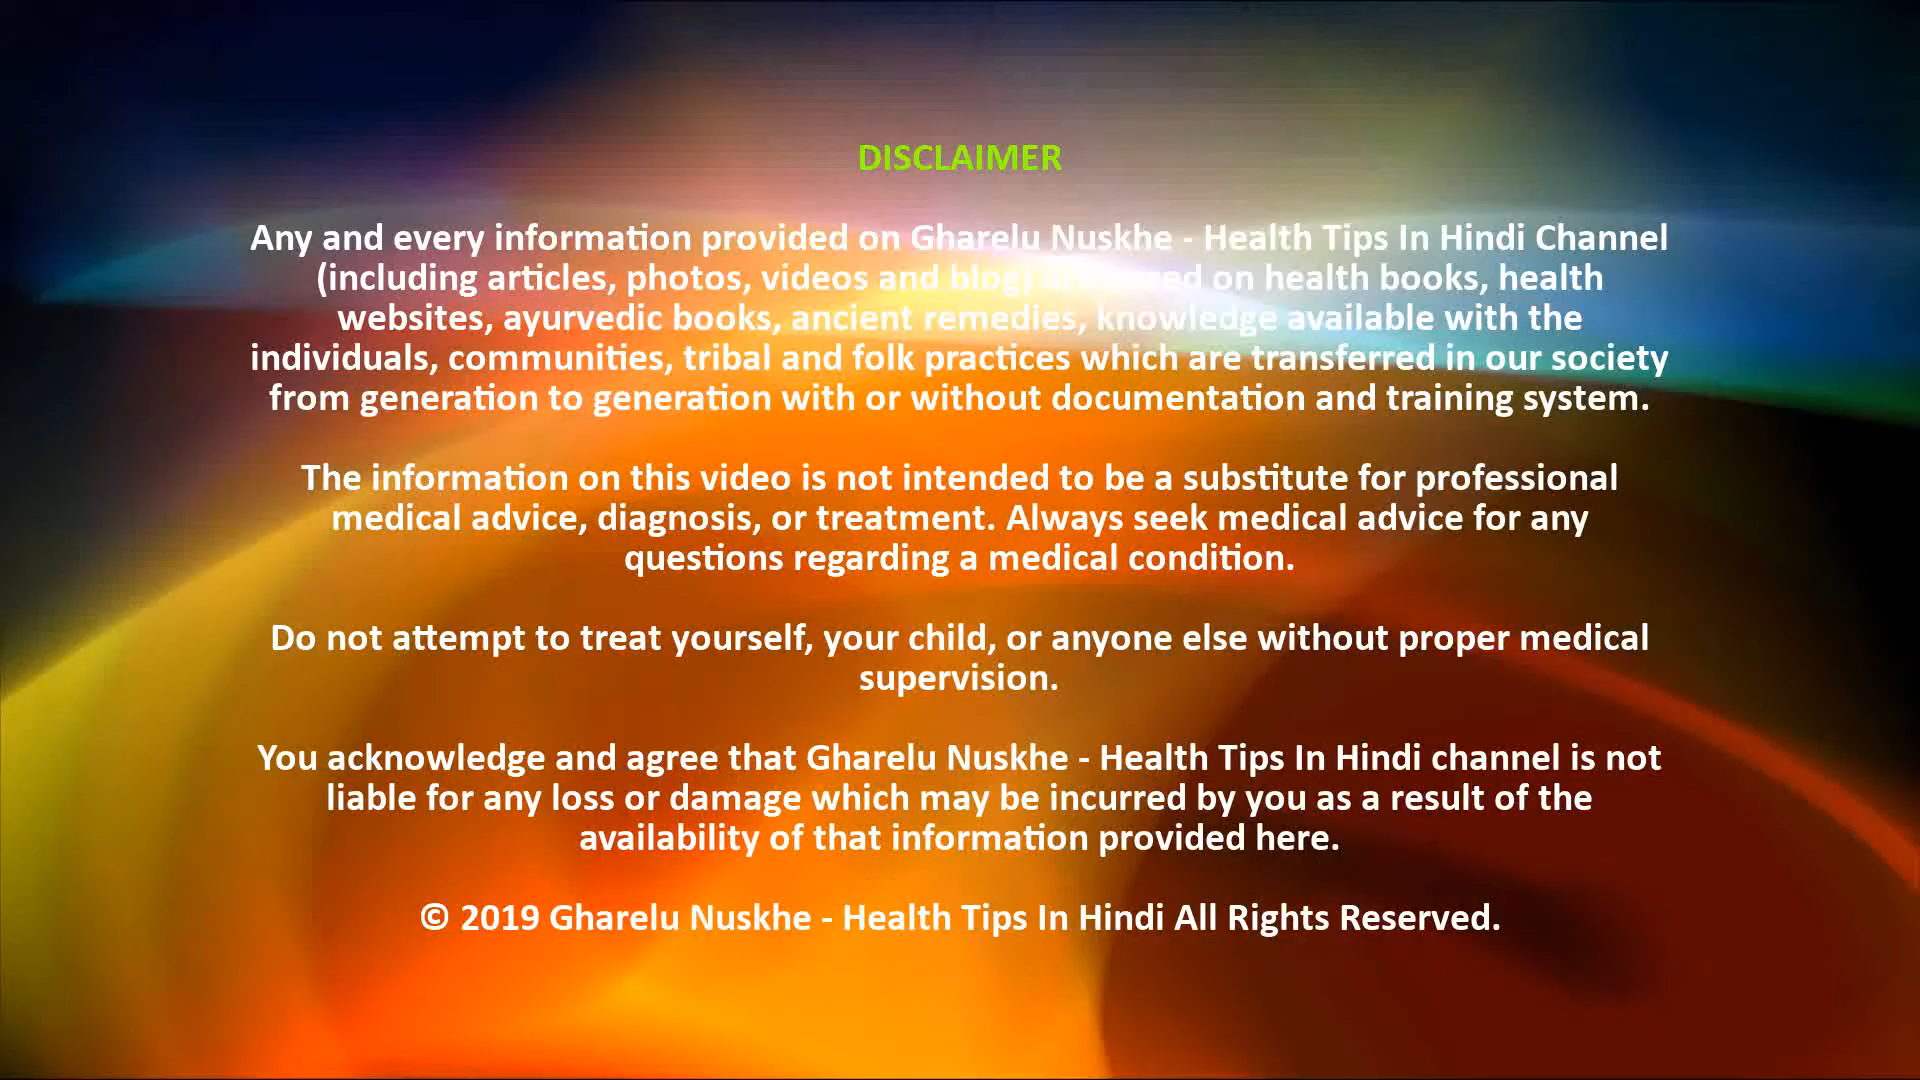 DISCLAIMER
Any and every information provided on Gharelu Nuskhe - Health Tips In Hindi Channel
(including articles, photos, videos and blog) are based on health books, health
websites, ayurvedic books, ancient remedies, knowledge available with the
individuals, communities, tribal and folk practices which are transferred in our society
from generation to generation with or without documentation and training system.
The information on this video is not intended to be a substitute for professional
medical advice, diagnosis, or treatment. Always seek medical advice for any
questions regarding a medical condition.
Do not attempt to treat yourself, your child, or anyone else without proper medical
supervision.
You acknowledge and agree that Gharelu Nuskhe - Health Tips In Hindi channel is not
liable for any loss or damage which may be incurred by you as a result of the
availability of that information provided here.
© 2019 Gharelu Nuskhe - Health Tips In Hindi All Rights Reserved.